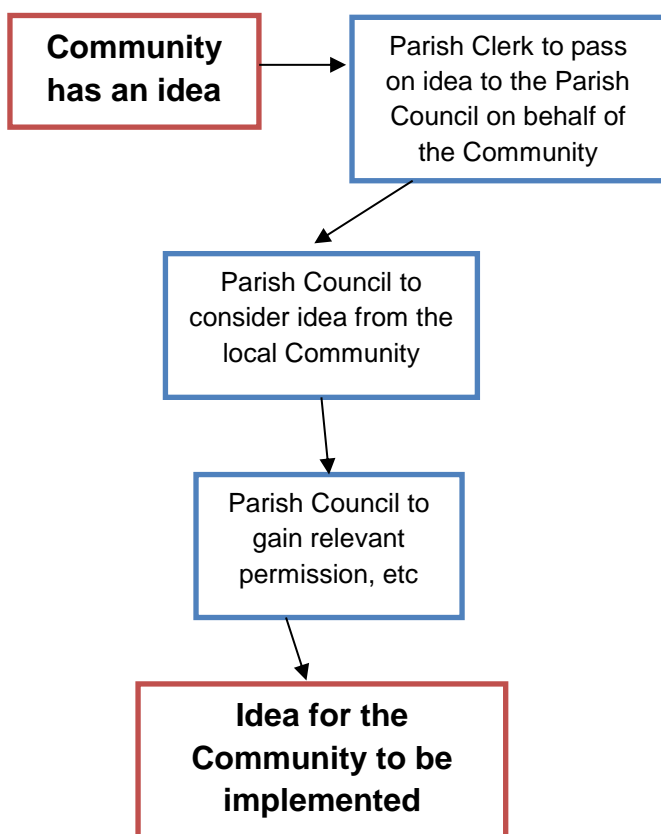 Community
has an idea
Parish Clerk to pass
on idea to the Parish
Council on behalf of
the Community
Parish Council to
consider idea from the
local Community
Parish Council to
gain relevant
permission, etc
Idea for the
Community to be
implemented